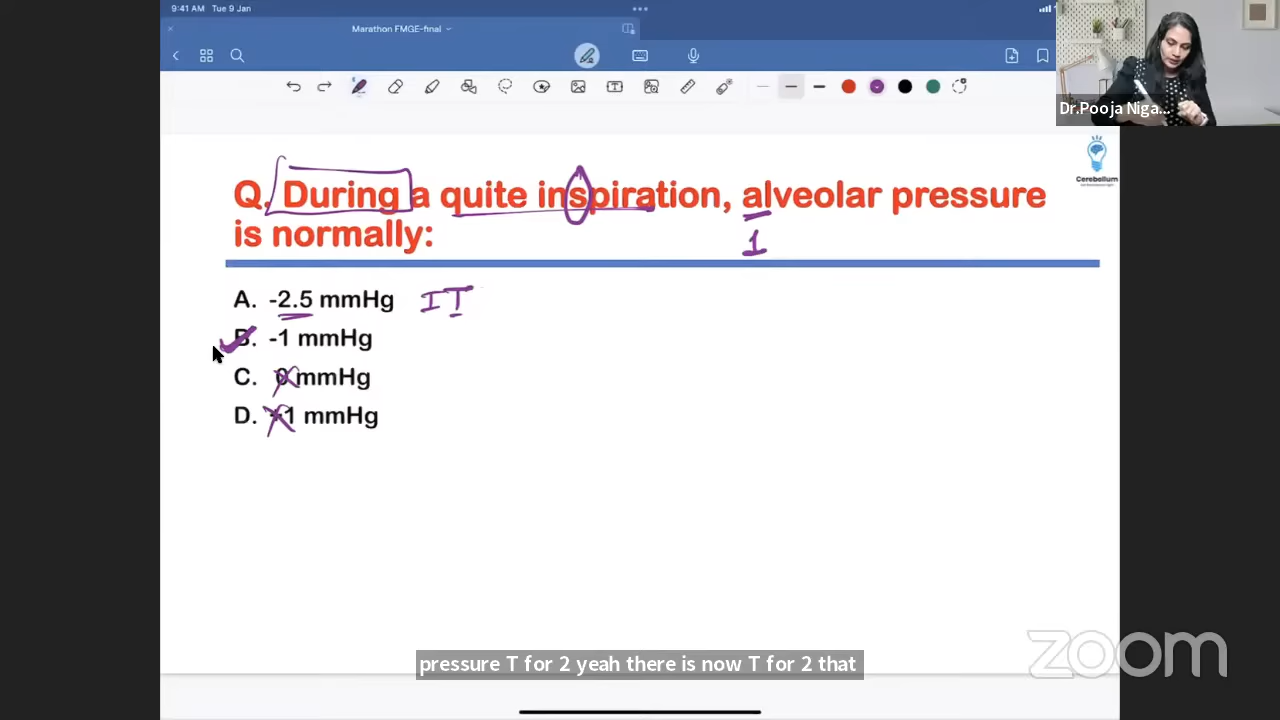 9:41 AM Tue 9 Jan
Marathon FMGE-final
Dr.Pooja Niga...
Cerebellum
Q. During a quite inspiration, alveolar pressure
is normally:
1
A. -2.5 mmHg IT
B. -1 mmHg
C. 0 mmHg
D. +1 mmHg
pressure T for 2 yeah there is now T for 2 that
zoom